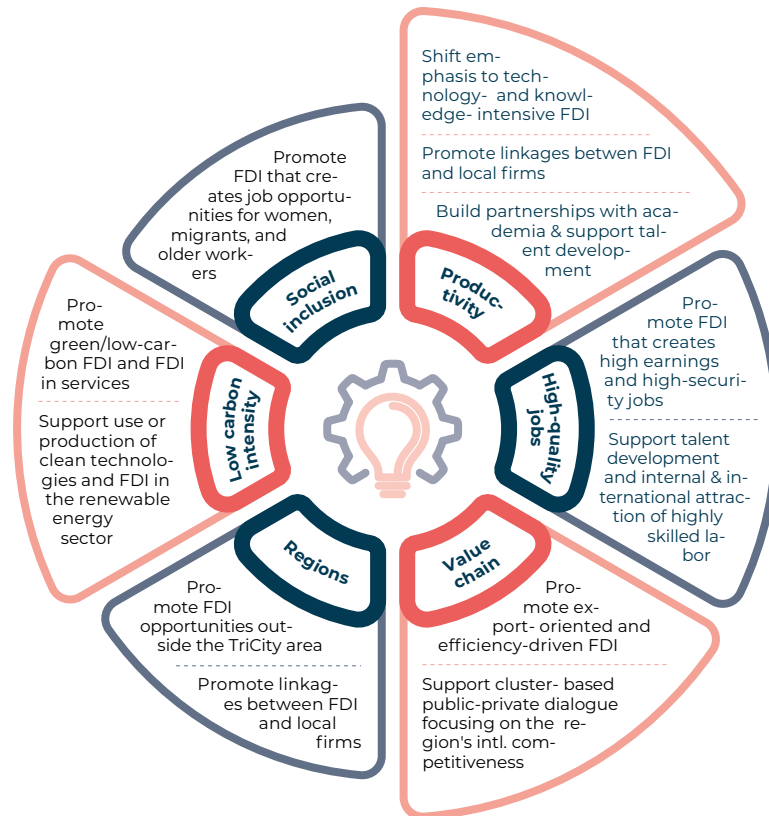 Shift em-
phasis to tech-
nology- and knowl-
edge- intensive FDI
Promote linkages betwen FDI
and local firms
Build partnerships with aca-
demia & support tal-
ent develop-
ment
Produc-
tivity
Pro-
mote FDI
that creates
high earnings
and high-securi-
ty jobs
Support talent
development
and internal & in-
ternational attrac-
tion of highly
skilled la-
bor
High-quality
jobs
Value
chain
Pro-
mote ex-
port- oriented and
efficiency-driven FDI
Support cluster- based
public-private dialogue
focusing on the re-
gion's intl. com-
petitiveness
Regions
Pro-
mote FDI
opportunities out-
side the TriCity area
Promote linkag-
es between FDI
and local
firms
Low carbon
intensity
Pro-
mote
green/low-car-
bon FDI and FDI
in services
Support use or
production of
clean technolo-
gies and FDI in
the renewable
energy
sector
Social
inclusion
Promote
FDI that cre-
ates job opportu-
nities for women,
migrants, and
older work-
ers